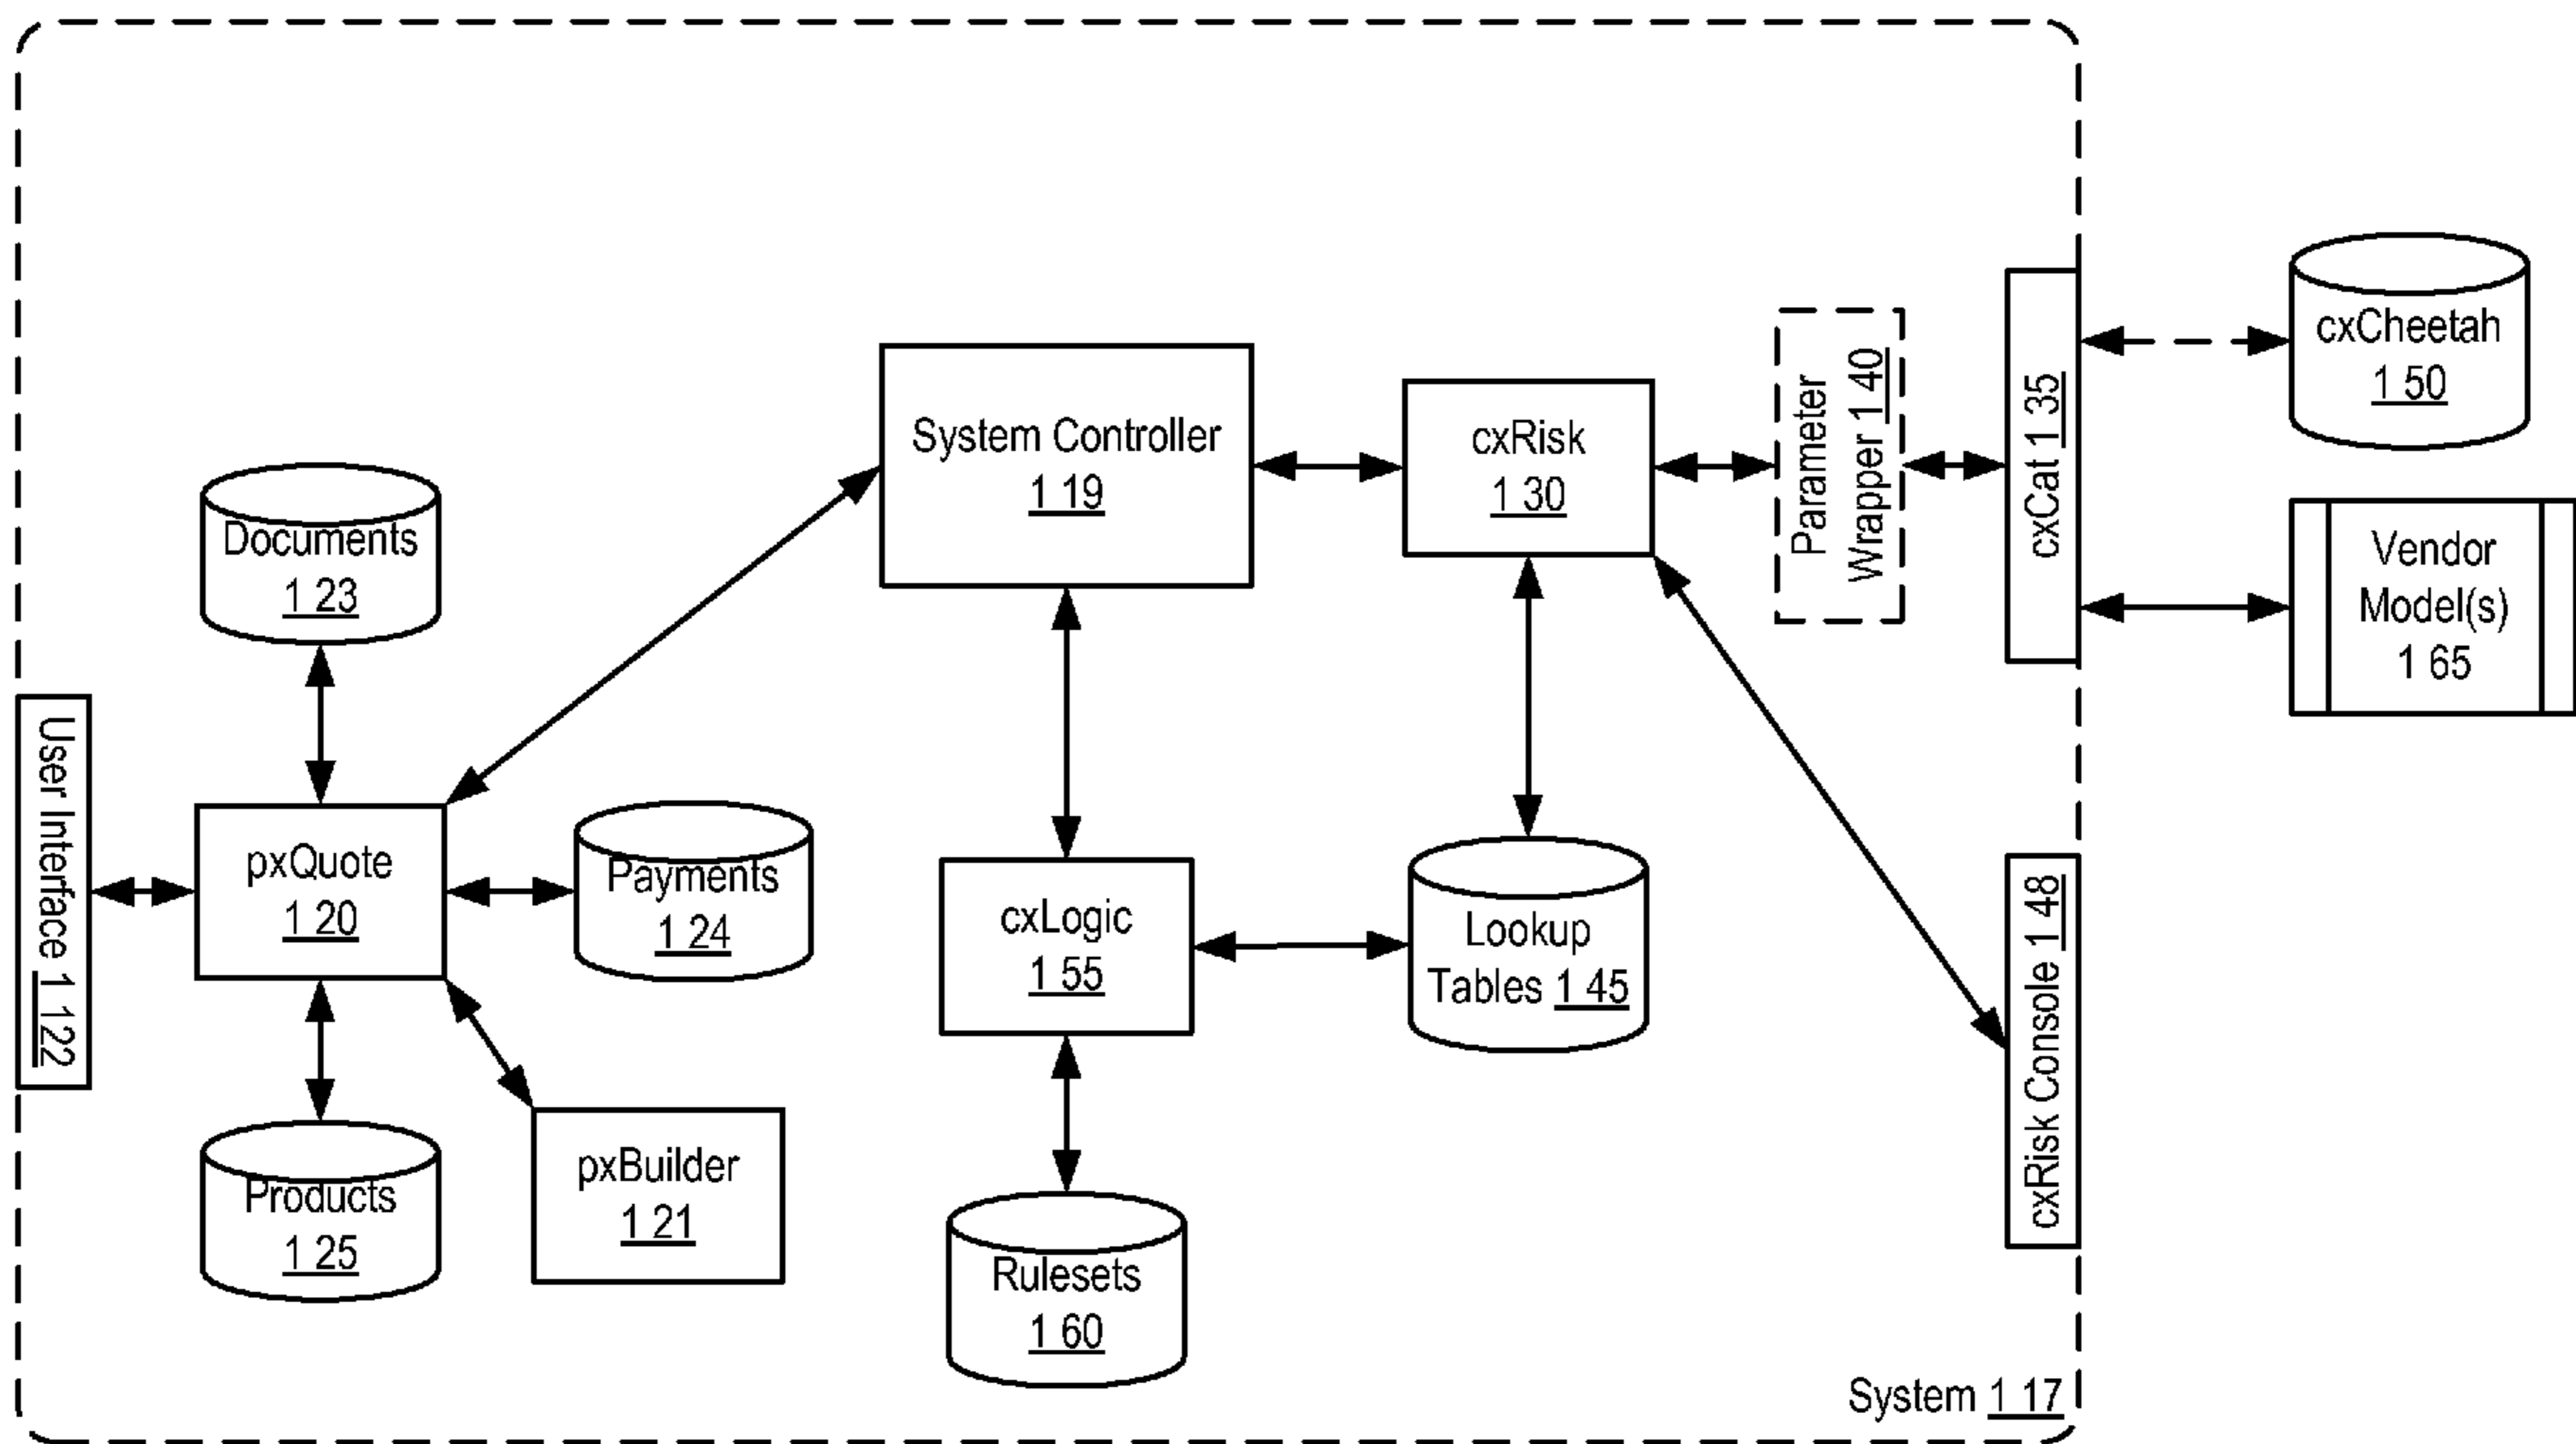 cxCheetah
1 50
Parameter
Wrapper 1 40
cxCat 1 35
System Controller
1 19
cxRisk
1 30
Documents
1 23
Vendor
Model(s)
1 65
User Interface 1 122
pxQuote
1 20
Payments
1 24
cxLogic
1 55
Lookup
Tables 1 45
cxRisk Console 1 48
Products
1 25
pxBuilder
1 21
Rulesets
1 60
System 1 17